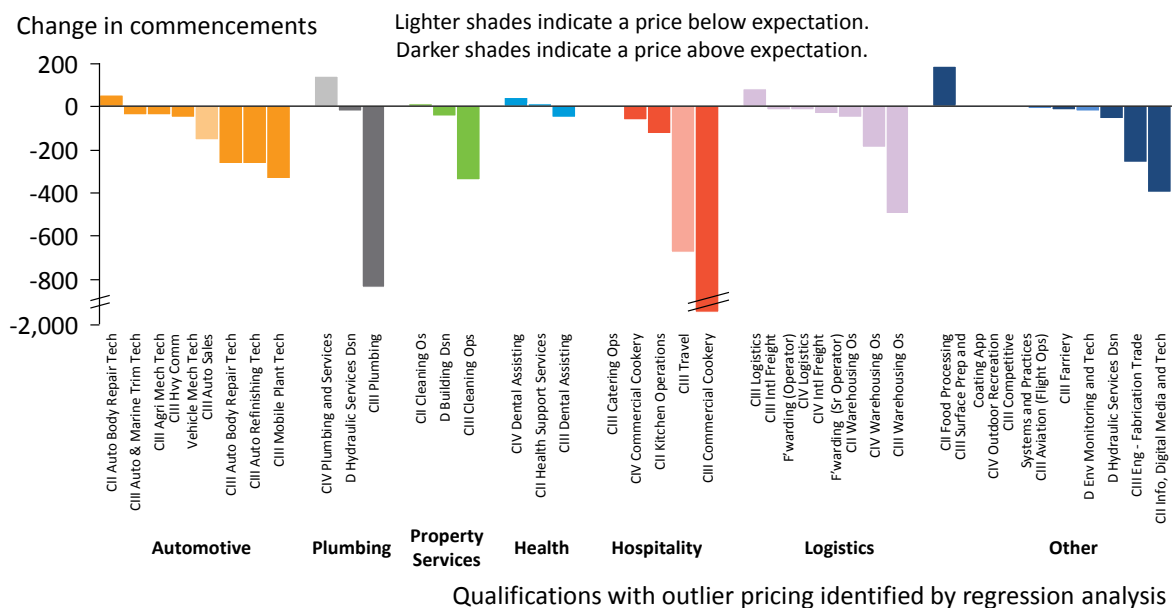 Change in commencements
Lighter shades indicate a price below expectation.
Darker shades indicate a price above expectation.
200
0
-200
-400
-600
-800
-2,000
CII Auto Body Repair Tech
CIII Auto & Marine Trim Tech
CIII Agri Mech Tech
CIII Hvy Comm
Vehicle Mech Tech
CIII Auto Sales
CIII Auto Body Repair Tech
CIII Auto Refinishing Tech
CIII Mobile Plant Tech
CIV Plumbing and Services
D Hydraulic Services Dsn
CIII Plumbing
CII Cleaning Os
D Building Dsn
CIII Cleaning Ops
CIV Dental Assisting
CII Health Support Services
CIII Dental Assisting
CIII Catering Ops
CIV Commercial Cookery
CII Kitchen Operations
CIII Travel
CIII Commercial Cookery
CIII Logistics
CIII Intl Freight
F'warding (Operator)
CIV Logistics
CIV Intl Freight
F'warding (Sr Operator)
CII Warehousing Os
CIV Warehousing Os
CIII Warehousing Os
CII Food Processing
CIII Surface Prep and
Coating App
CIV Outdoor Recreation
CIII Competitive
Systems and Practices
CIII Aviation (Flight Ops)
CIII Farriery
D Env Monitoring and Tech
D Hydraulic Services Dsn
CIII Eng - Fabrication Trade
CII Info, Digital Media and Tech
Automotive
Plumbing
Property
Services
Health
Hospitality
Logistics
Other
Qualifications with outlier pricing identified by regression analysis